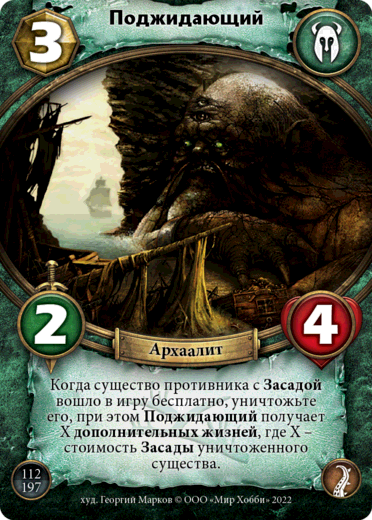 Поджидающий
3
2
4
Архаалит
Когда существо противника с Засадой
вошло в игру бесплатно, уничтожьте
его, при этом Поджидающий получает
X дополнительных жизней, где X –
стоимость Засады уничтоженного
существа.
112
197
худ. Георгий Марков © ООО «Мир Хобби» 2022